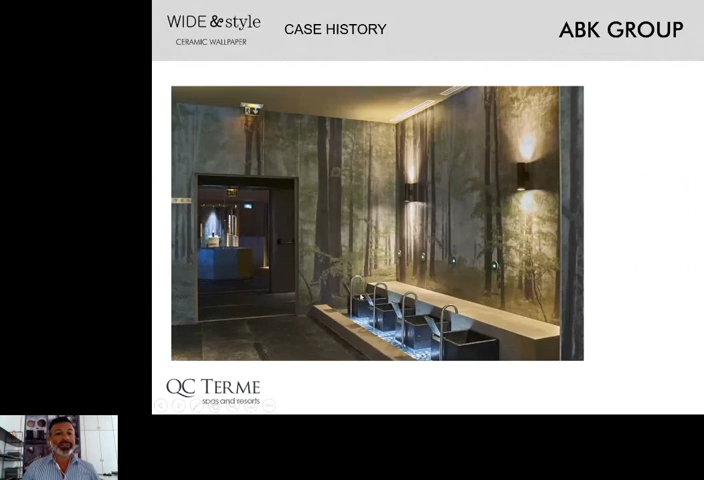 WIDE & style
CERAMIC WALLPAPER
CASE HISTORY
ABK GROUP
QC TERME
spas and resorts